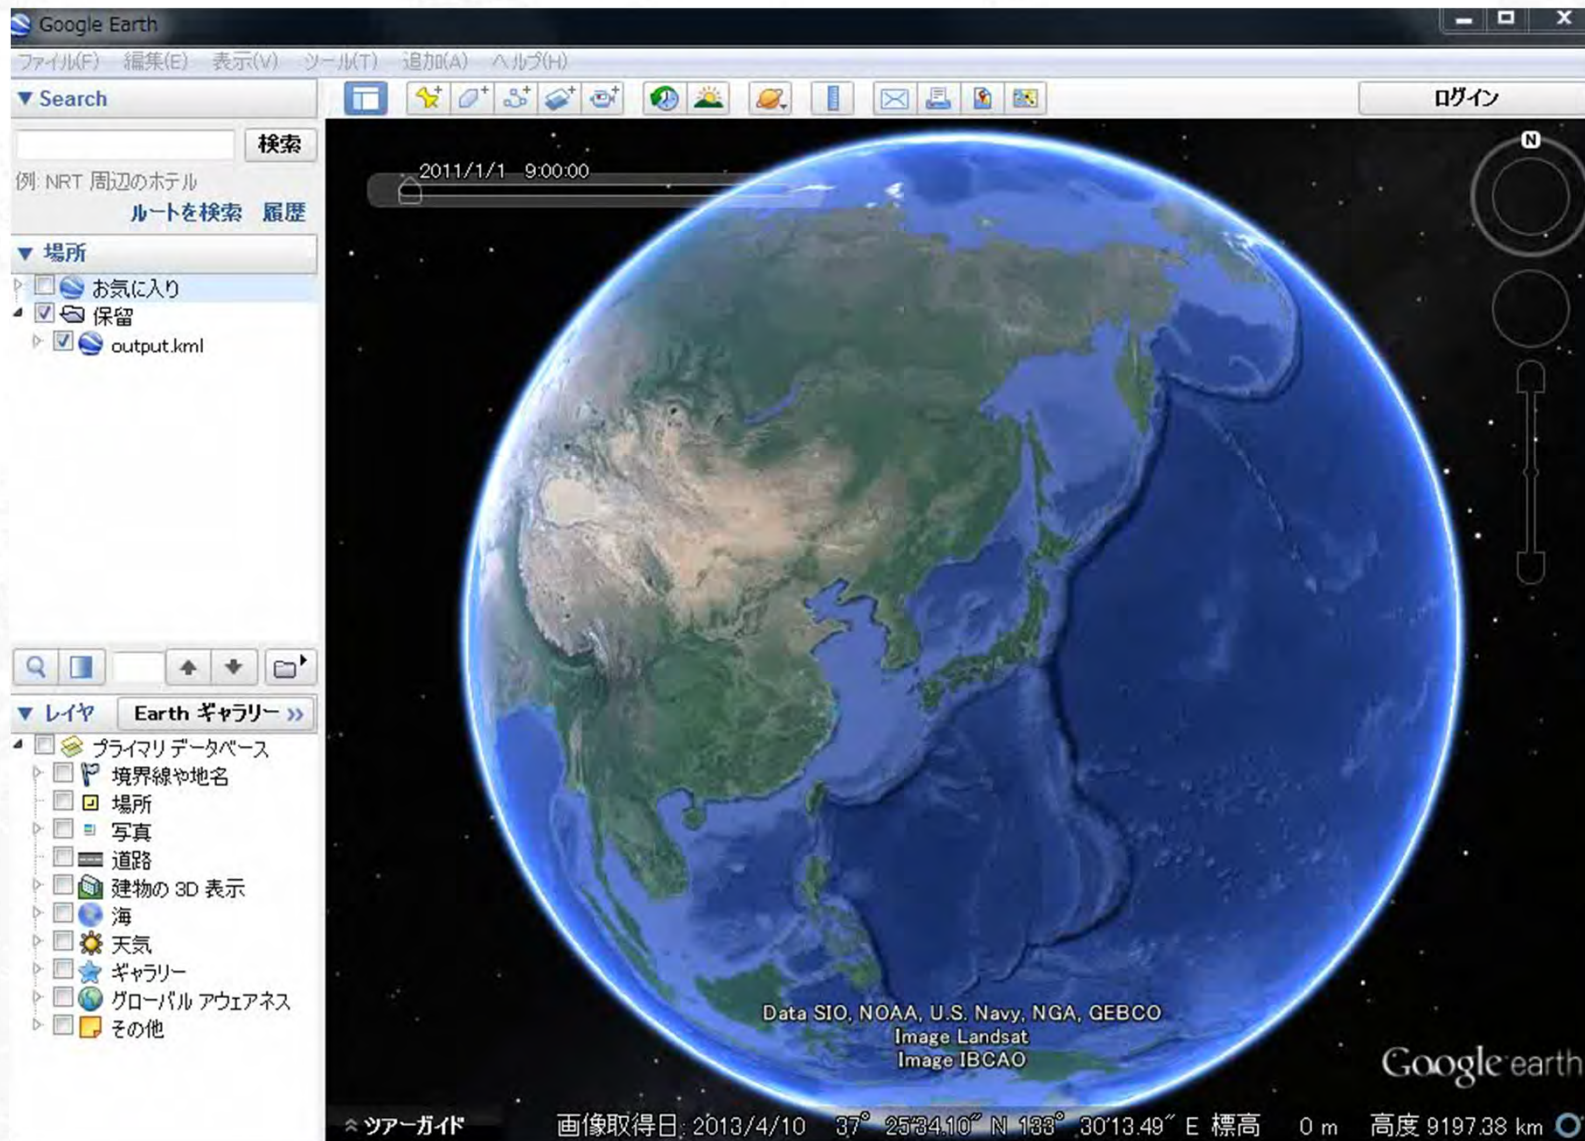 Google Earth
ファイル(F) 編集(E) 表示(V) ツール(T) 追加(A) ヘルプ(H)
Search
ログイン
検索
例: NRT 周辺のホテル
ルートを検索 履歴
2011/1/1 9:00:00
N
場所
お気に入り
保留
output.kml
レイヤ Earth ギャラリー »
プライマリ データベース
境界線や地名
場所
写真
道路
建物の 3D 表示
海
天気
ギャラリー
グローバル アウェアネス
その他
Data SIO, NOAA, U.S. Navy, NGA, GEBCO
Image Landsat
Image IBCAO
Google earth
ツアーガイド
画像取得日: 2013/4/10 37° 25'34.10" N 133° 30'13.49" E 標高 0 m 高度 9197.38 km